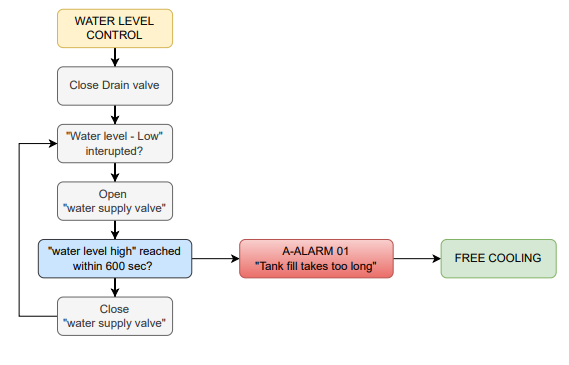 WATER LEVEL
CONTROL
Close Drain valve
"Water level - Low"
interupted?
Open
"water supply valve"
"water level high" reached
within 600 sec?
A-ALARM 01
"Tank fill takes too long"
FREE COOLING
Close
"water supply valve"